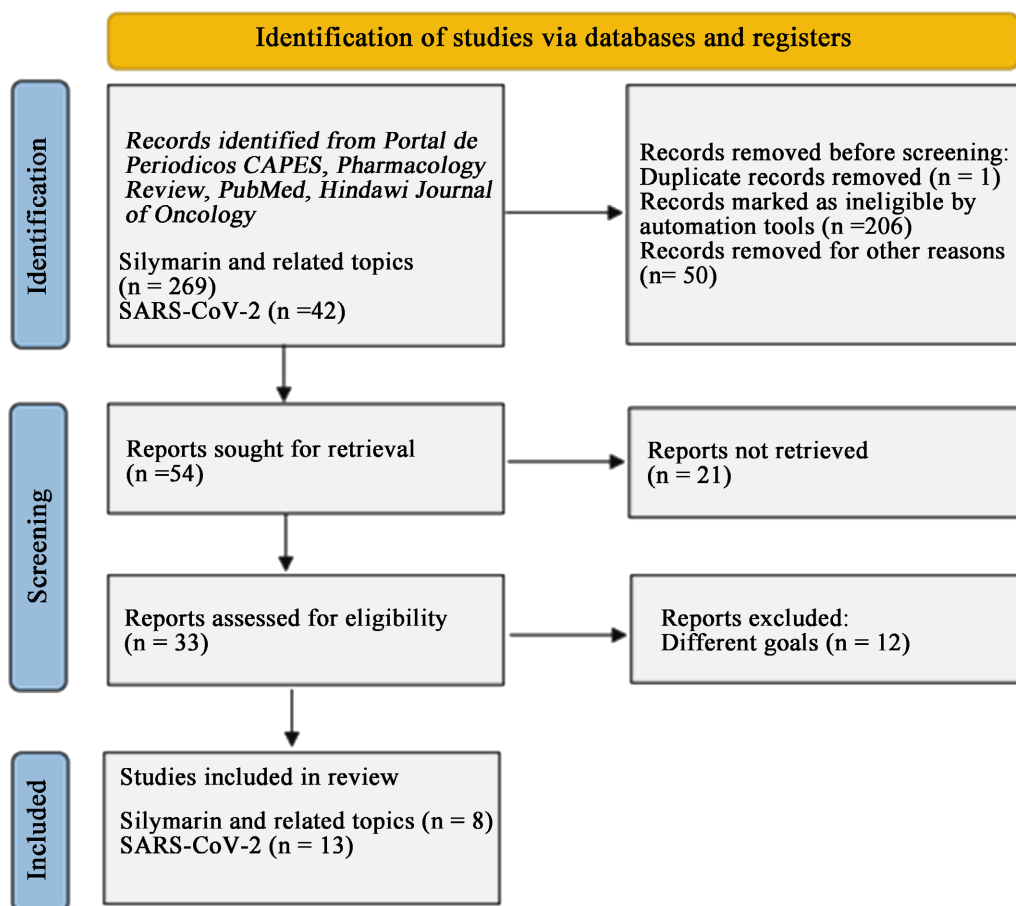 Identification of studies via databases and registers
Identification
Records identified from Portal de
Periodicos CAPES, Pharmacology
Review, PubMed, Hindawi Journal
of Oncology
Silymarin and related topics
(n = 269)
SARS-CoV-2 (n =42)
Records removed before screening:
Duplicate records removed (n = 1)
Records marked as ineligible by
automation tools (n =206)
Records removed for other reasons
(n= 50)
Screening
Reports sought for retrieval
(n =54)
Reports not retrieved
(n = 21)
Reports assessed for eligibility
(n = 33)
Reports excluded:
Different goals (n = 12)
Included
Studies included in review
Silymarin and related topics (n = 8)
SARS-CoV-2 (n = 13)